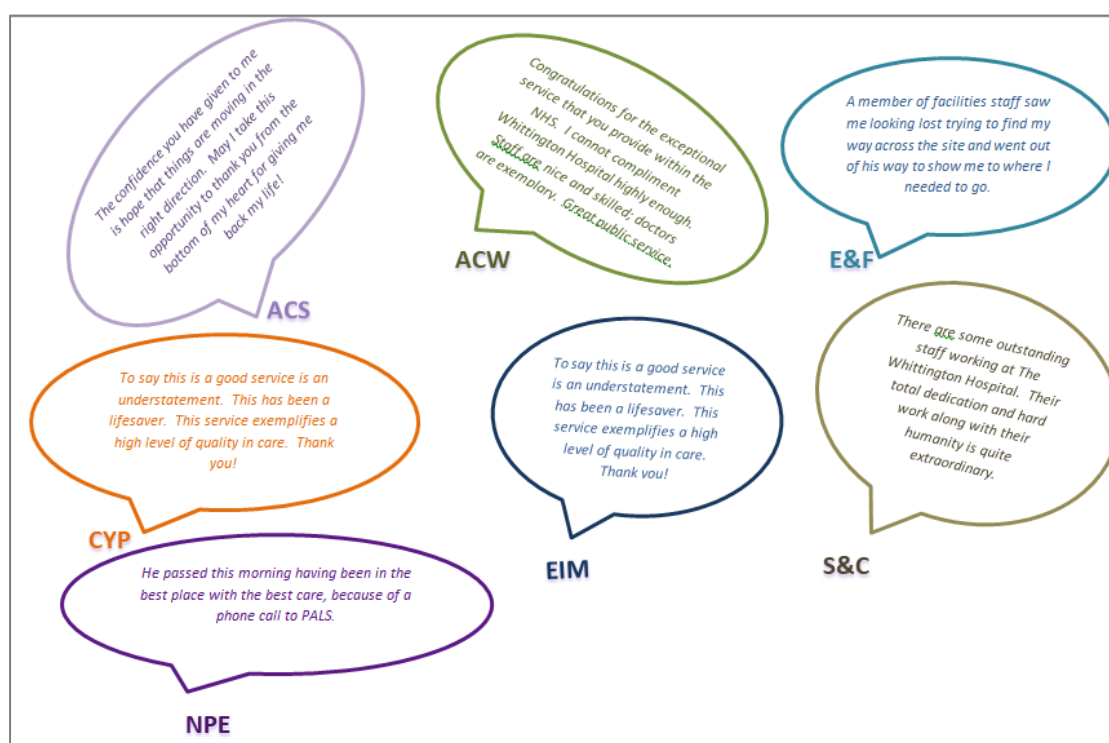 The confidence you have given to me
is hope that things are moving in the
right direction.  May I take this
opportunity to thank you from the
bottom of my heart for giving me
back my life!
ACS
Congratulations for the exceptional
service that you provide within the
NHS.  I cannot compliment
Whittington Hospital highly enough.
Staff are nice and skilled; doctors
are exemplary.  Great public service.
ACW
A member of facilities staff saw
me looking lost trying to find my
way across the site and went out
of his way to show me to where I
needed to go.
E&F
To say this is a good service is an
understatement.  This has been a
lifesaver.  This service exemplifies a
high level of quality in care.  Thank
you!
CYP
To say this is a good service
is an understatement.  This
has been a lifesaver.  This
service exemplifies a high
level of quality in care.
Thank you!
EIM
There are some outstanding
staff working at The
Whittington Hospital.  Their
total dedication and hard
work along with their
humanity is quite
extraordinary.
S&C
He passed this morning having been in the
best place with the best care, because of a
phone call to PALS.
NPE